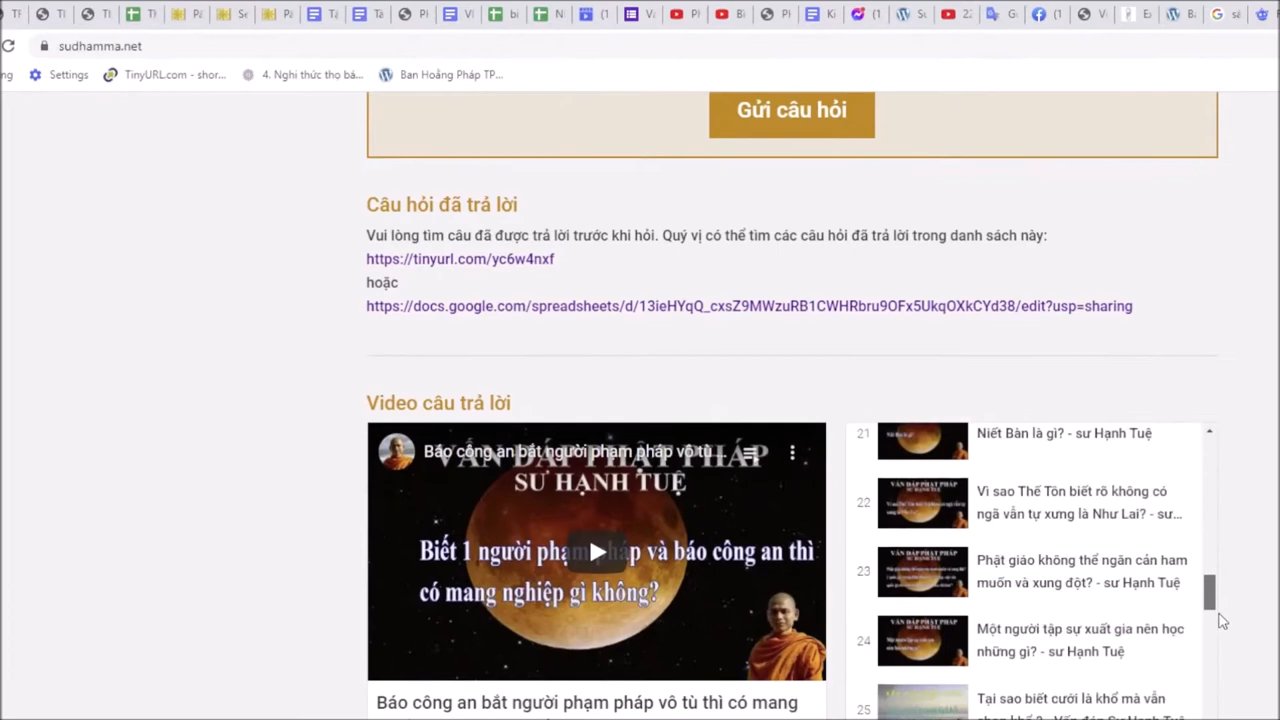 sudhamma.net
ng
Settings
TinyURL.com - shor...
4. Nghi thức thọ bá...
Ban Hoằng Pháp TP...
Gửi câu hỏi
Câu hỏi đã trả lời
Vui lòng tìm câu đã được trả lời trước khi hỏi. Quý vị có thể tìm các câu hỏi đã trả lời trong danh sách này:
https://tinyurl.com/yc6w4nxf
hoặc
https://docs.google.com/spreadsheets/d/13ieHYqQ_cxsZ9MWzuRB1CWHRbru9OFx5UkqOXkCYd38/edit?usp=sharing
Video câu trả lời
Báo công an bắt người phạm pháp vô tù ...
VẤN ĐÁP PHẬT PHÁP
SƯ HẠNH TUỆ
Biết 1 người phạm pháp và báo công an thì
có mang nghiệp gì không?
Báo công an bắt người phạm pháp vô tù thì có mang
21
Niết Bàn là gì? - sư Hạnh Tuệ
22
Vì sao Thế Tôn biết rõ không có
ngã vẫn tự xưng là Như Lai? - sư...
23
Phật giáo không thể ngăn cản ham
muốn và xung đột? - sư Hạnh Tuệ
24
Một người tập sự xuất gia nên học
những gì? - sư Hạnh Tuệ
25
Tại sao biết cưới là khổ mà vẫn